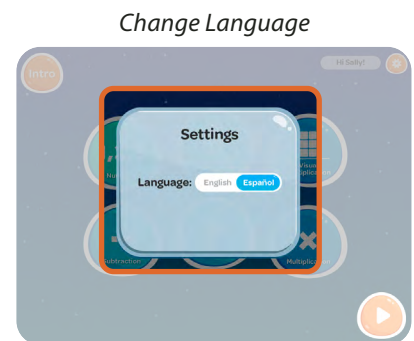 Change Language
Intro
Hi Sally!
Settings
Language: English Español
Subtraction
Multiplication